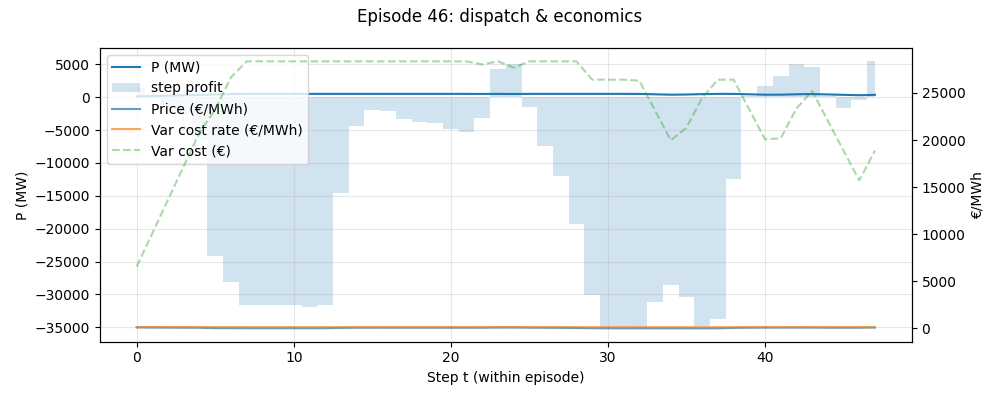 Episode 46: dispatch & economics
P (MW)
step profit
Price (€/MWh)
Var cost rate (€/MWh)
Var cost (€)
5000
0
−5000
−10000
−15000
−20000
−25000
−30000
−35000
P (MW)
25000
20000
15000
10000
5000
0
€/MWh
0
10
20
30
40
Step t (within episode)